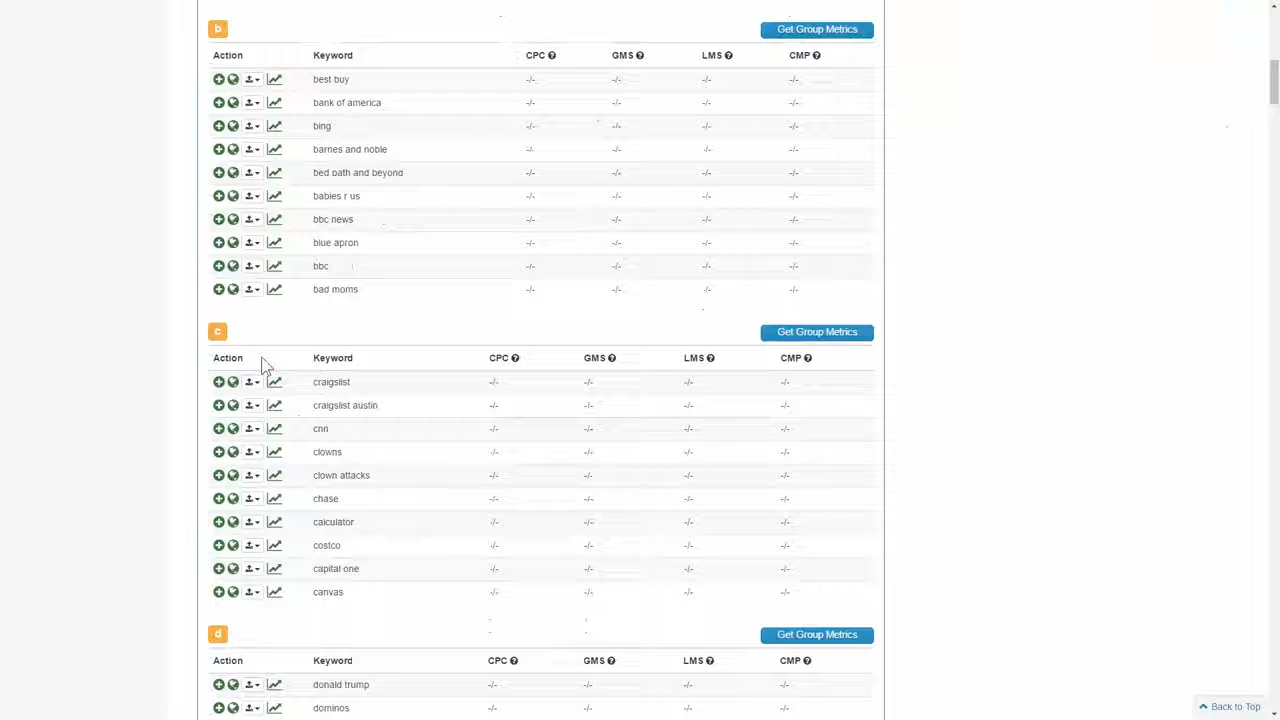 b Get Group Metrics
Action Keyword CPC GMS LMS CMP
best buy -/- -/- -/- -/-
bank of america -/- -/- -/- -/-
bing -/- -/- -/- -/-
barnes and noble -/- -/- -/- -/-
bed bath and beyond -/- -/- -/- -/-
babies r us -/- -/- -/- -/-
bbc news -/- -/- -/- -/-
blue apron -/- -/- -/- -/-
bbc -/- -/- -/- -/-
bad moms -/- -/- -/- -/-
c Get Group Metrics
Action Keyword CPC GMS LMS CMP
craigslist -/- -/- -/- -/-
craigslist austin -/- -/- -/- -/-
cnn -/- -/- -/- -/-
clowns -/- -/- -/- -/-
clown attacks -/- -/- -/- -/-
chase -/- -/- -/- -/-
calculator -/- -/- -/- -/-
costco -/- -/- -/- -/-
capital one -/- -/- -/- -/-
canvas -/- -/- -/- -/-
d Get Group Metrics
Action Keyword CPC GMS LMS CMP
donald trump -/- -/- -/- -/-
dominos -/- -/- -/- -/-
Back to Top